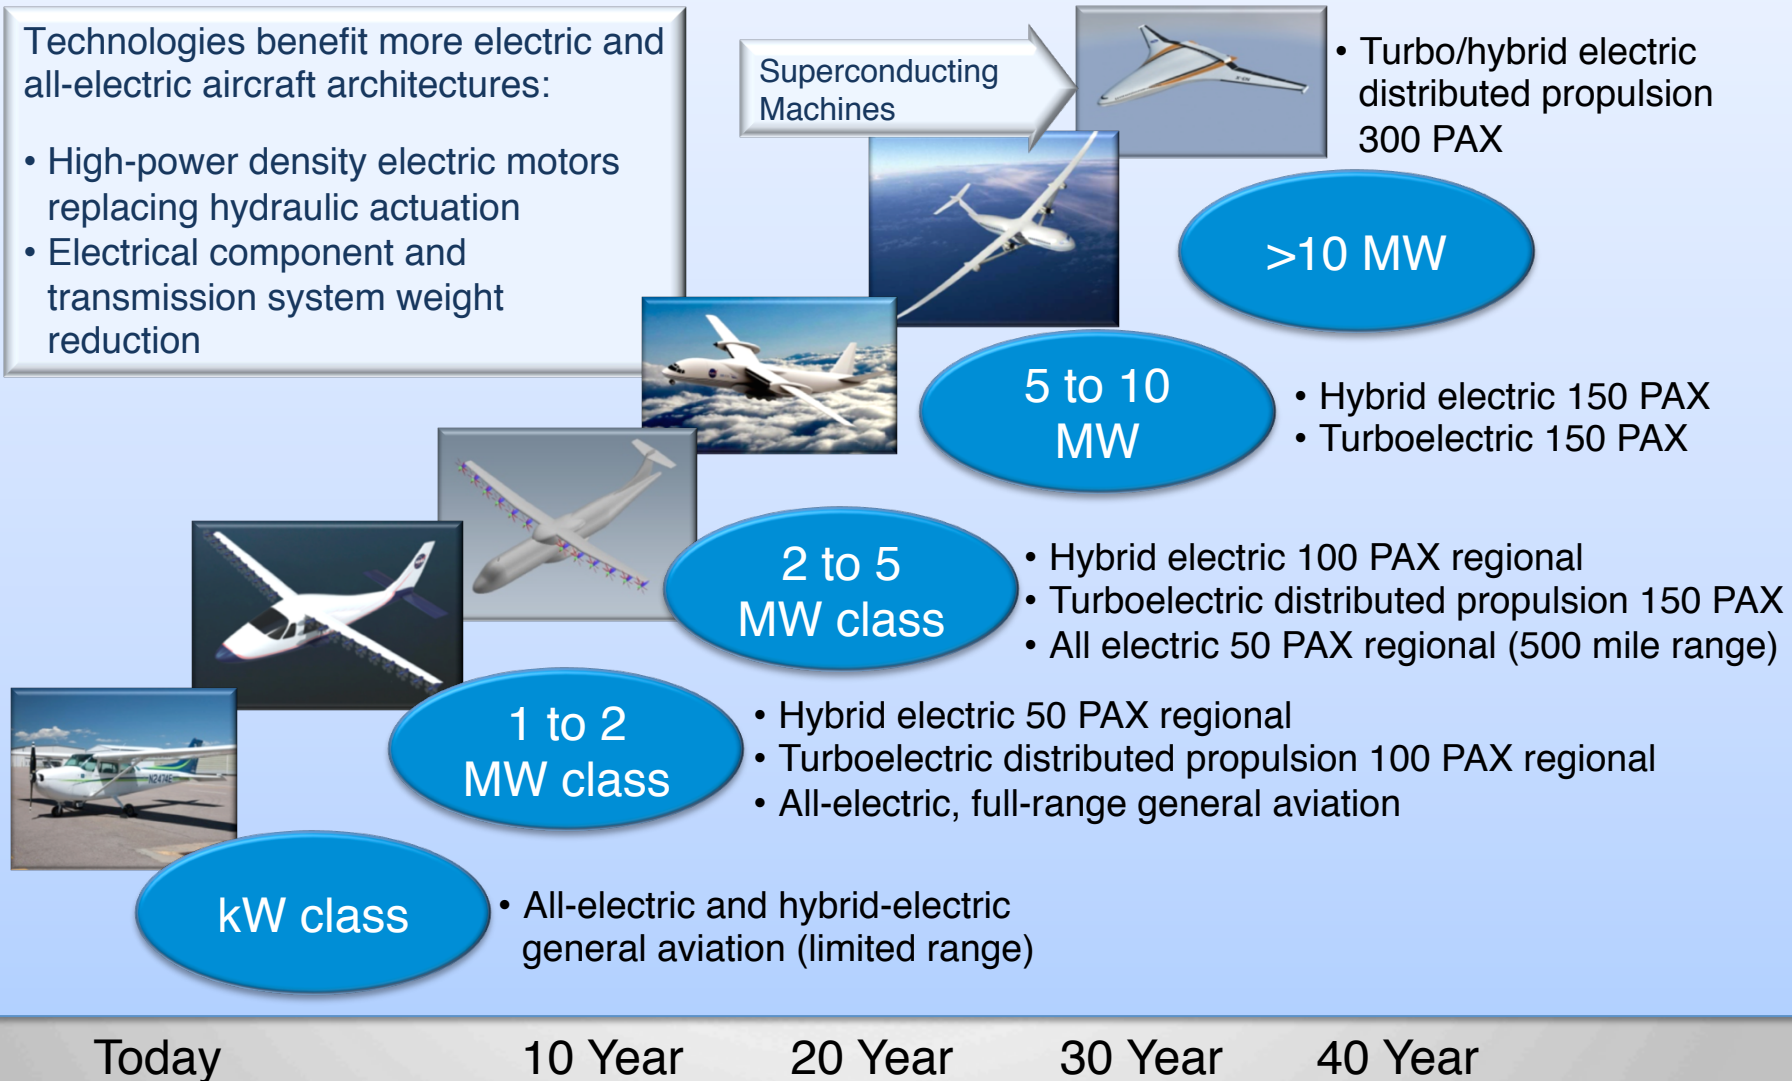 Technologies benefit more electric and
all-electric aircraft architectures:
• High-power density electric motors
replacing hydraulic actuation
• Electrical component and
transmission system weight
reduction
Superconducting
Machines
• Turbo/hybrid electric
distributed propulsion
300 PAX
>10 MW
5 to 10
MW
• Hybrid electric 150 PAX
• Turboelectric 150 PAX
2 to 5
MW class
• Hybrid electric 100 PAX regional
• Turboelectric distributed propulsion 150 PAX
• All electric 50 PAX regional (500 mile range)
1 to 2
MW class
• Hybrid electric 50 PAX regional
• Turboelectric distributed propulsion 100 PAX regional
• All-electric, full-range general aviation
N2474E
kW class
• All-electric and hybrid-electric
general aviation (limited range)
Today
10 Year
20 Year
30 Year
40 Year